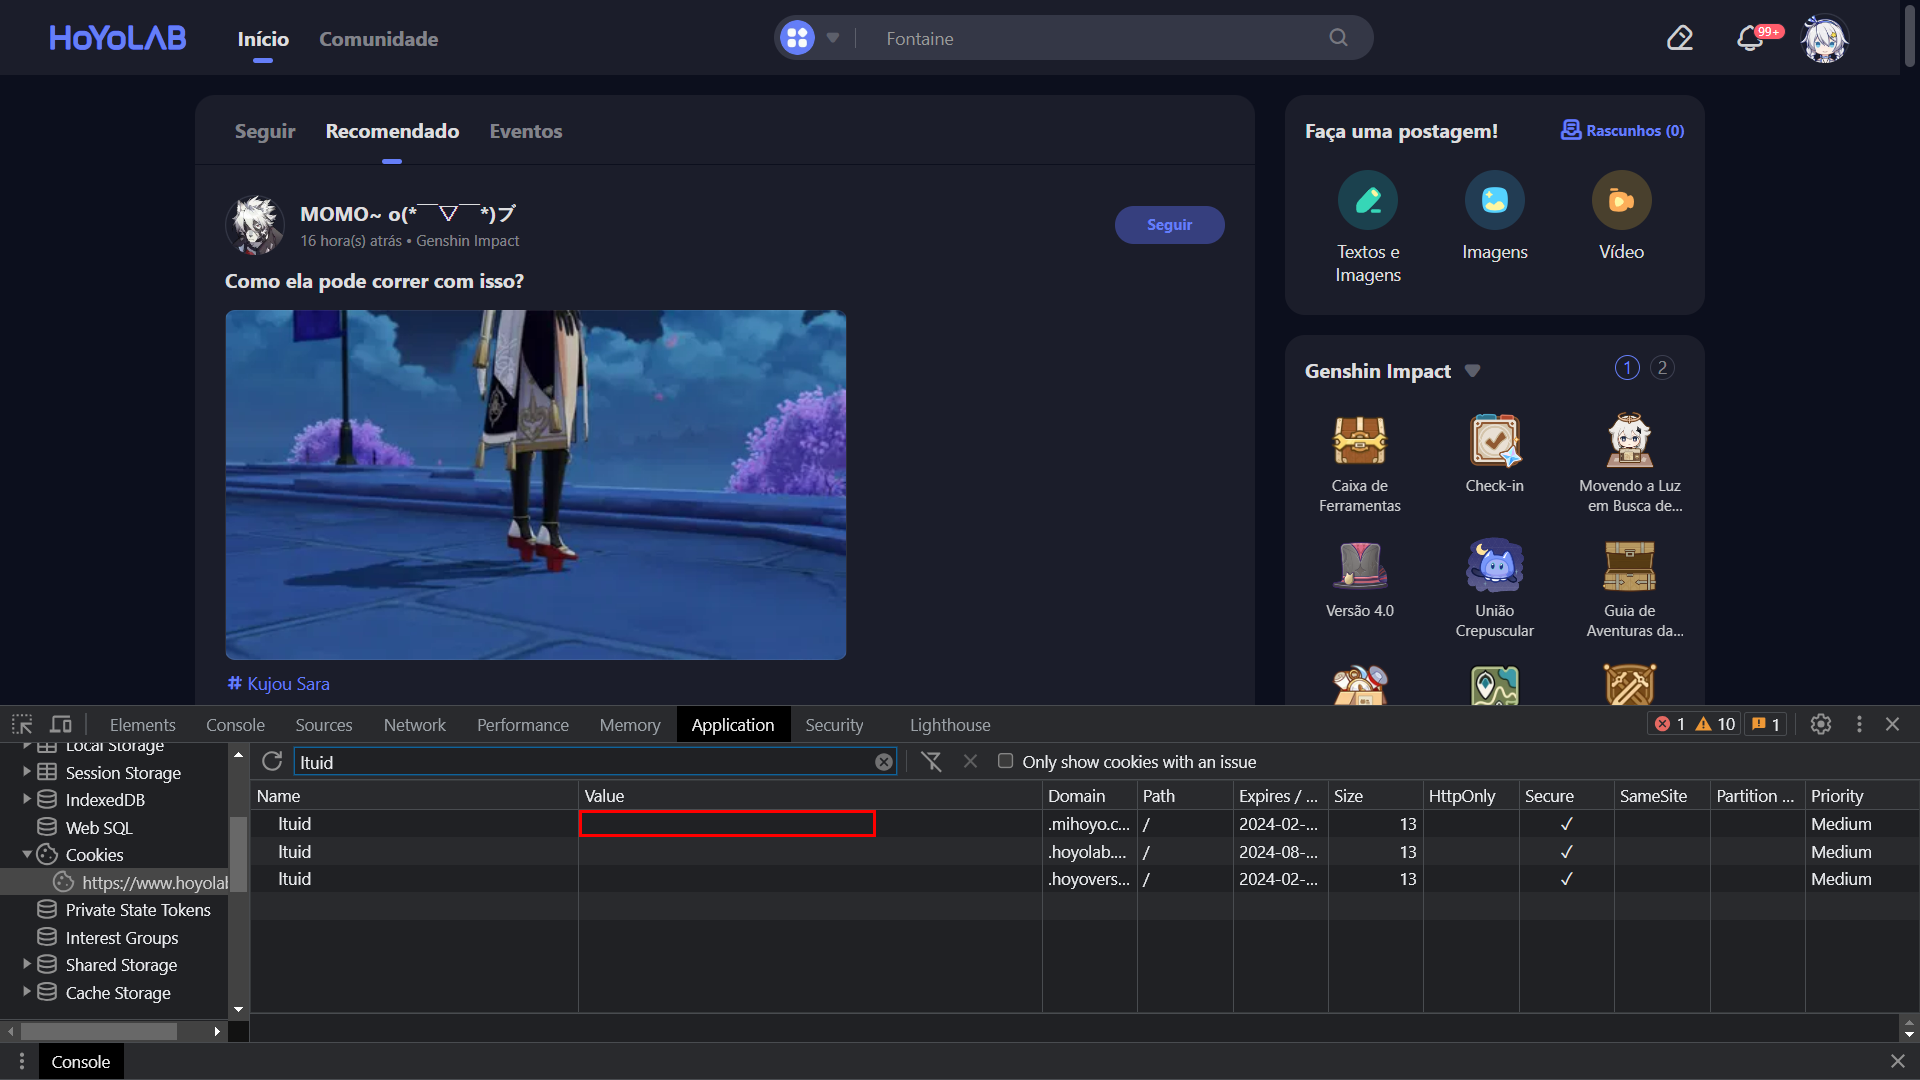 HoYoLAB
Início
Comunidade
Fontaine
99+
Seguir
Recomendado
Eventos
MOMO~ o(*￣▽￣*)ブ
16 hora(s) atrás • Genshin Impact
Seguir
Como ela pode correr com isso?
# Kujou Sara
Faça uma postagem!
Rascunhos (0)
Textos e
Imagens
Imagens
Vídeo
Genshin Impact
1
2
Caixa de
Ferramentas
Check-in
Movendo a Luz
em Busca de...
Versão 4.0
União
Crepuscular
Guia de
Aventuras da...
Elements
Console
Sources
Network
Performance
Memory
Application
Security
Lighthouse
1
10
1
Local Storage
Session Storage
IndexedDB
Web SQL
Cookies
https://www.hoyolab
Private State Tokens
Interest Groups
Shared Storage
Cache Storage
ltuid
Only show cookies with an issue
Name Value Domain Path Expires / ... Size HttpOnly Secure SameSite Partition ... Priority
ltuid .mihoyo.c... / 2024-02-... 13 ✓ Medium
ltuid .hoyolab.... / 2024-08-... 13 ✓ Medium
ltuid .hoyovers... / 2024-02-... 13 ✓ Medium
Console